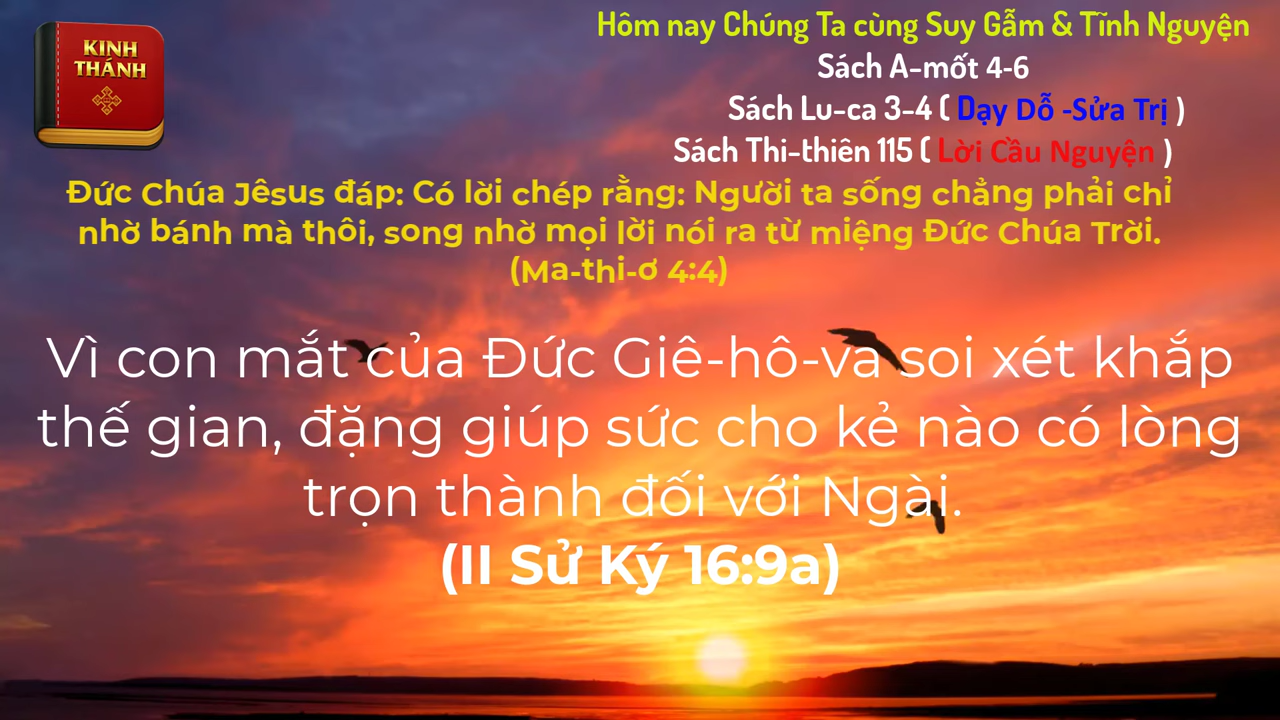 KINH
THÁNH
Hôm nay Chúng Ta cùng Suy Gẫm & Tĩnh Nguyện
Sách A-mốt 4-6
Sách Lu-ca 3-4 ( Dạy Dỗ -Sửa Trị )
Sách Thi-thiên 115 ( Lời Cầu Nguyện )
Đức Chúa Jêsus đáp: Có lời chép rằng: Người ta sống chẳng phải chỉ
nhờ bánh mà thôi, song nhờ mọi lời nói ra từ miệng Đức Chúa Trời.
(Ma-thi-ơ 4:4)
Vì con mắt của Đức Giê-hô-va soi xét khắp
thế gian, đặng giúp sức cho kẻ nào có lòng
trọn thành đối với Ngài.
(II Sử Ký 16:9a)